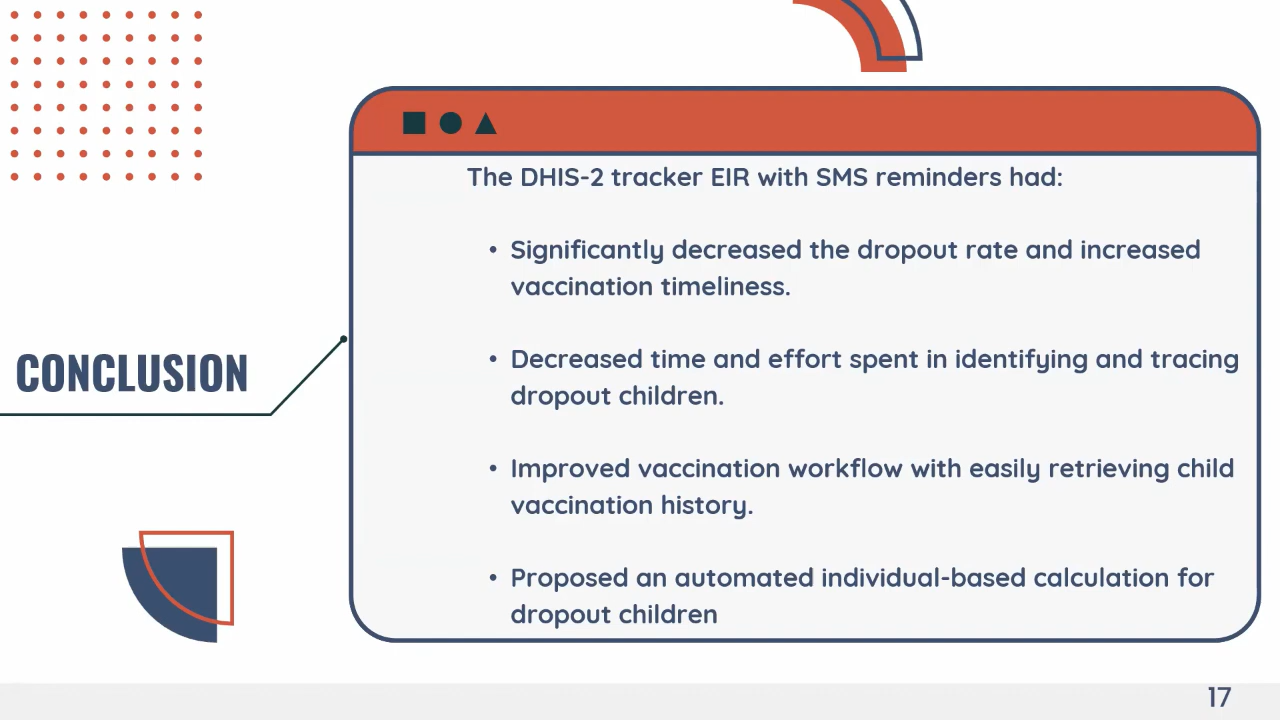 The DHIS-2 tracker EIR with SMS reminders had:
• Significantly decreased the dropout rate and increased
vaccination timeliness.
• Decreased time and effort spent in identifying and tracing
dropout children.
CONCLUSION
• Improved vaccination workflow with easily retrieving child
vaccination history.
• Proposed an automated individual-based calculation for
dropout children
17